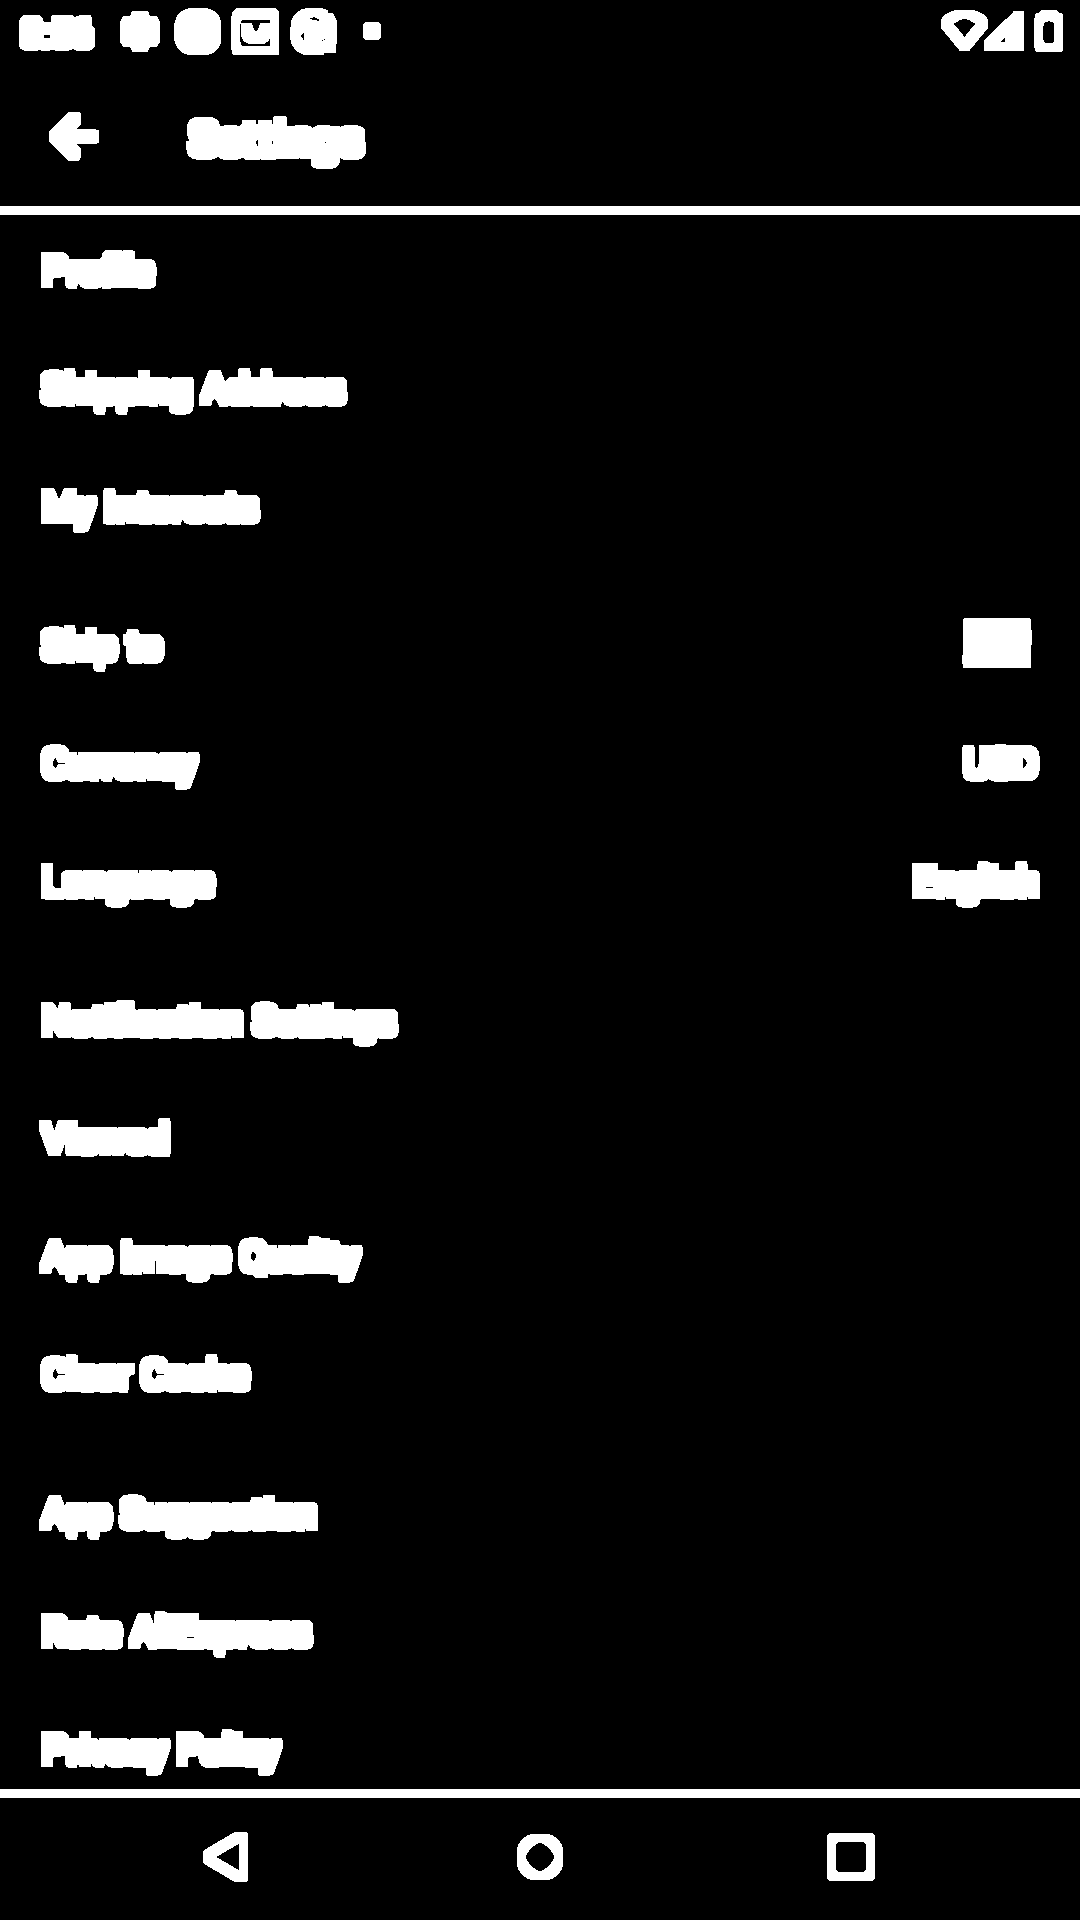 Settings
Profile
Shipping Address
My Interests
Ship to
Currency USD
Language English
Notification Settings
Viewed
App Image Quality
Clear Cache
App Suggestion
Rate AliExpress
Privacy Policy